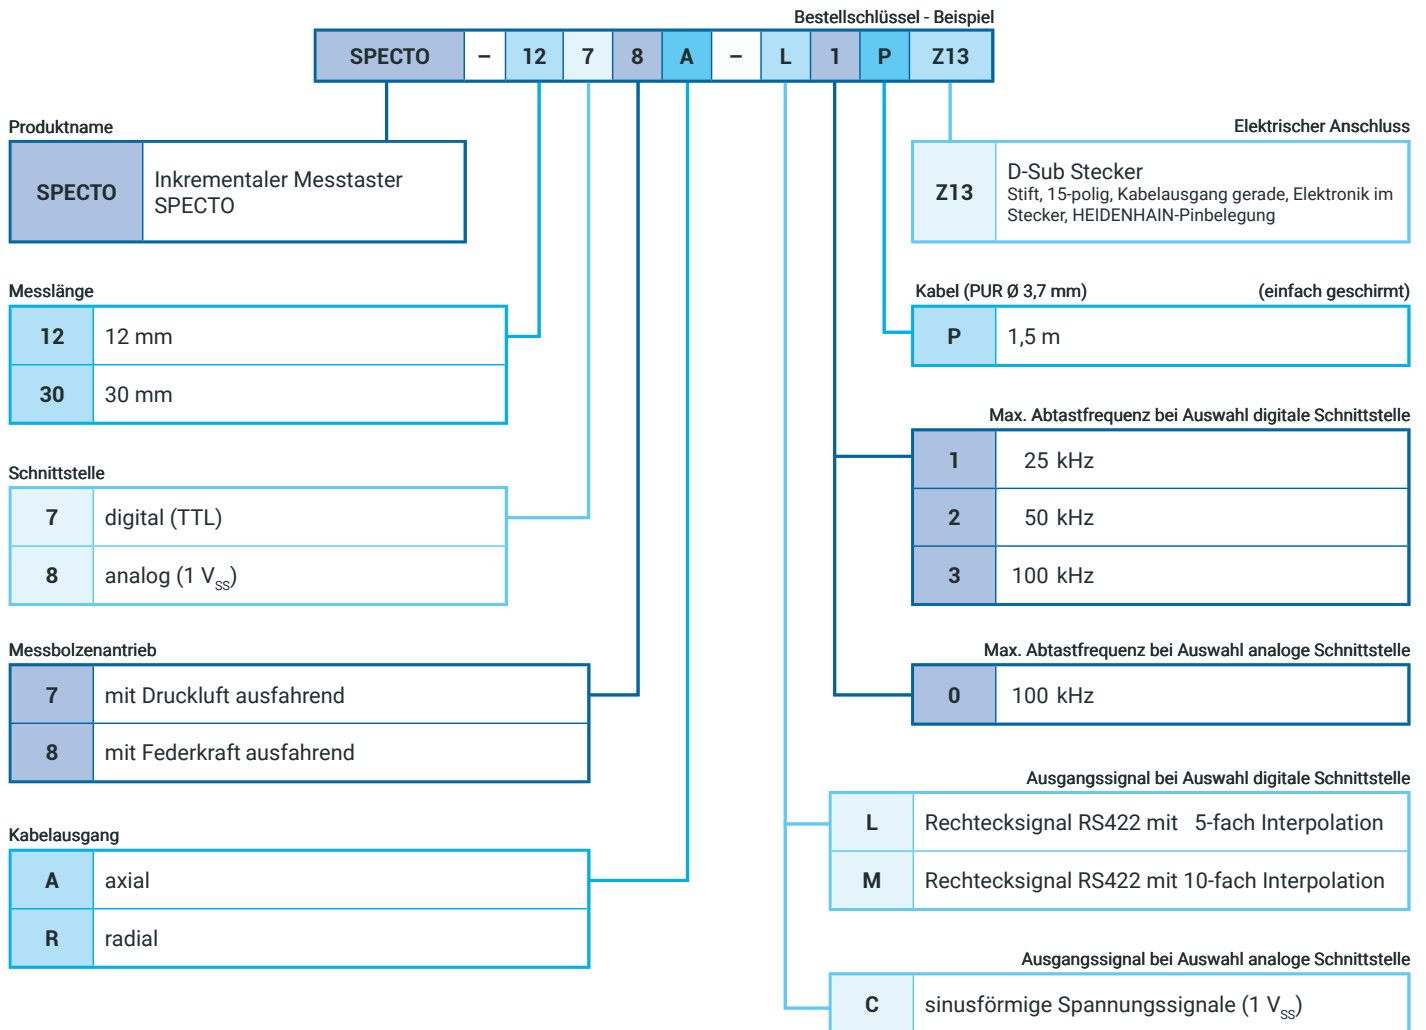 Bestellschlüssel - Beispiel
SPECTO – 12 7 8 A – L 1 P Z13
Produktname
SPECTO
Inkrementaler Messtaster
SPECTO
Messlänge
12 12 mm
30 30 mm
Schnittstelle
7 digital (TTL)
8 analog (1 VSS)
Messbolzenantrieb
7 mit Druckluft ausfahrend
8 mit Federkraft ausfahrend
Kabelausgang
A axial
R radial
Elektrischer Anschluss
Z13
D-Sub Stecker
Stift, 15-polig, Kabelausgang gerade, Elektronik im
Stecker, HEIDENHAIN-Pinbelegung
Kabel (PUR Ø 3,7 mm) (einfach geschirmt)
P 1,5 m
Max. Abtastfrequenz bei Auswahl digitale Schnittstelle
1 25 kHz
2 50 kHz
3 100 kHz
Max. Abtastfrequenz bei Auswahl analoge Schnittstelle
0 100 kHz
Ausgangssignal bei Auswahl digitale Schnittstelle
L Rechtecksignal RS422 mit 5-fach Interpolation
M Rechtecksignal RS422 mit 10-fach Interpolation
Ausgangssignal bei Auswahl analoge Schnittstelle
C sinusförmige Spannungssignale (1 VSS)